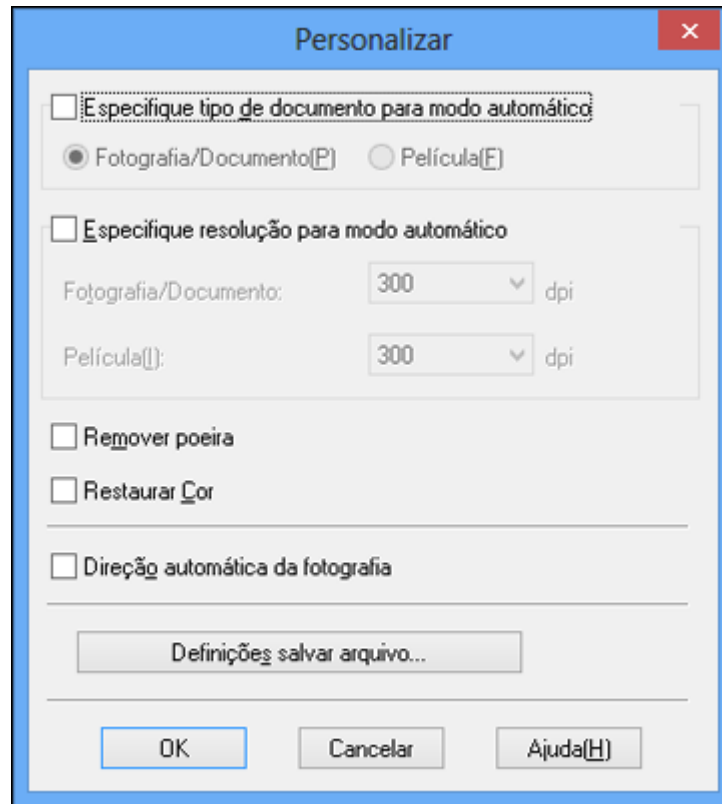 Personalizar
Especifique tipo de documento para modo automático
Fotografia/Documento(P) Película(F)
Especifique resolução para modo automático
Fotografia/Documento: 300 dpi
Película(I): 300 dpi
Remover poeira
Restaurar Cor
Direção automática da fotografia
Definições salvar arquivo...
OK Cancelar Ajuda(H)